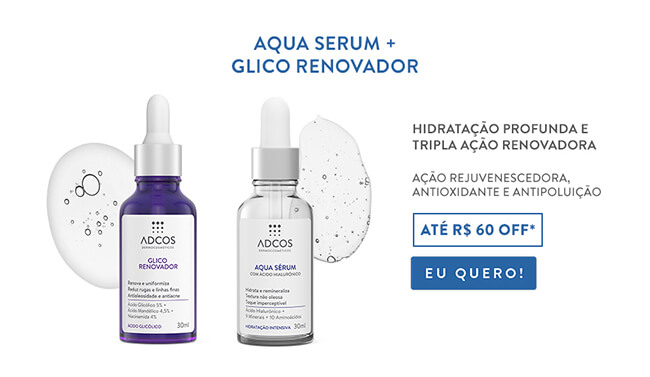 AQUA SERUM +
GLICO RENOVADOR
HIDRATAÇÃO PROFUNDA E
TRIPLA AÇÃO RENOVADORA
AÇÃO REJUVENESCEDORA,
ANTIOXIDANTE E ANTIPOLUIÇÃO
ATÉ R$ 60 OFF*
EU QUERO!
ADCOS
DERMOCOSMÉTICOS
GLICO
RENOVADOR
Renova e uniformiza
Reduz rugas e linhas finas
Antioleosidade e antiacne
Ácido Glicólico 5% +
Ácido Mandélico 4,5% +
Niacinamida 4%
ÁCIDO GLICÓLICO
30ml
ADCOS
DERMOCOSMÉTICOS
AQUA SÉRUM
COM ÁCIDO HIALURÔNICO
Hidrata e remineraliza
Textura não oleosa
Toque imperceptível
Ácido Hialurônico +
9 Minerais + 10 Aminoácidos
HIDRATAÇÃO INTENSIVA
30ml